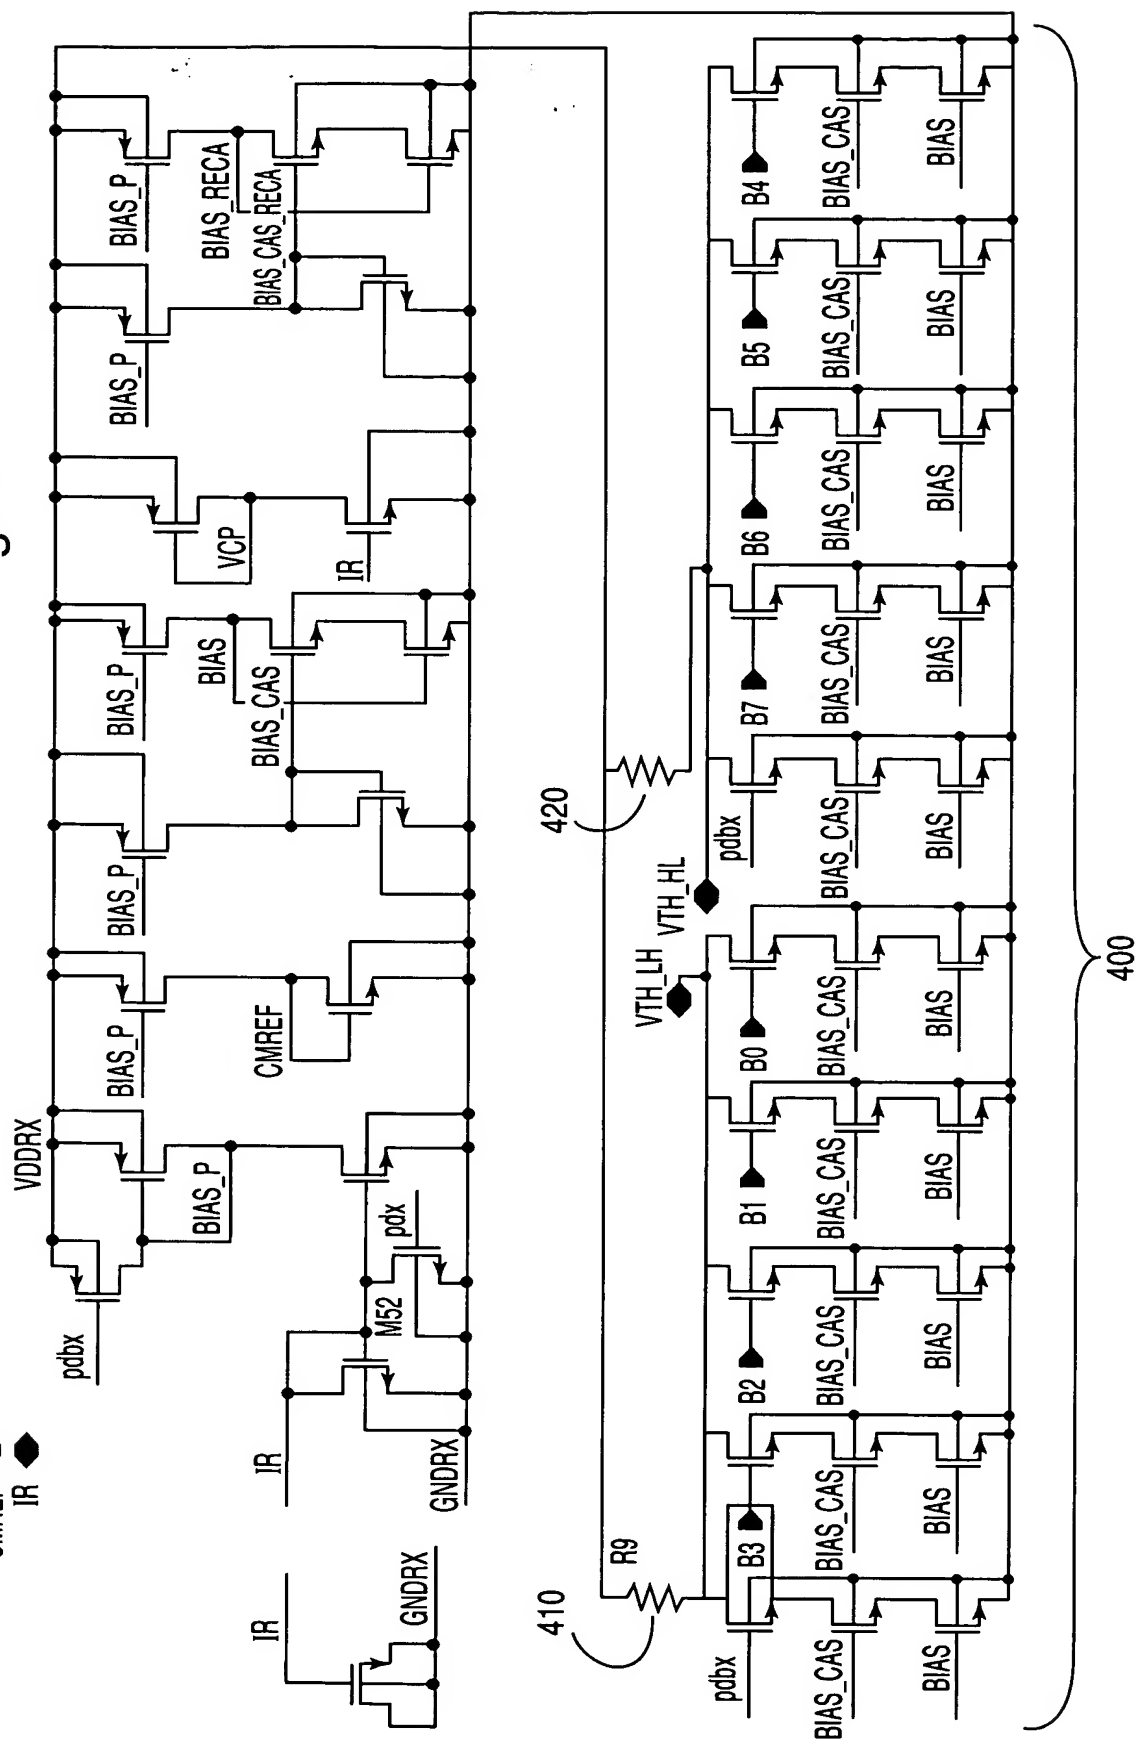 IR
VDDRX
pdbx
BIAS_P
BIAS_P
CMREF
BIAS_P
BIAS_P
BIAS
BIAS_CAS
VCP
IR
BIAS_P
BIAS_P
BIAS_RECA
BIAS_CAS_RECA
IR
GNDRX
IR
M52
pdx
GNDRX
410
R9
420
VTH_LH
VTH_HL
pdbx
B3
B2
B1
B0
pdbx
B7
B6
B5
B4
BIAS_CAS
BIAS_CAS
BIAS_CAS
BIAS_CAS
BIAS_CAS
BIAS_CAS
BIAS_CAS
BIAS_CAS
BIAS_CAS
BIAS_CAS
BIAS
BIAS
BIAS
BIAS
BIAS
BIAS
BIAS
BIAS
BIAS
BIAS
400